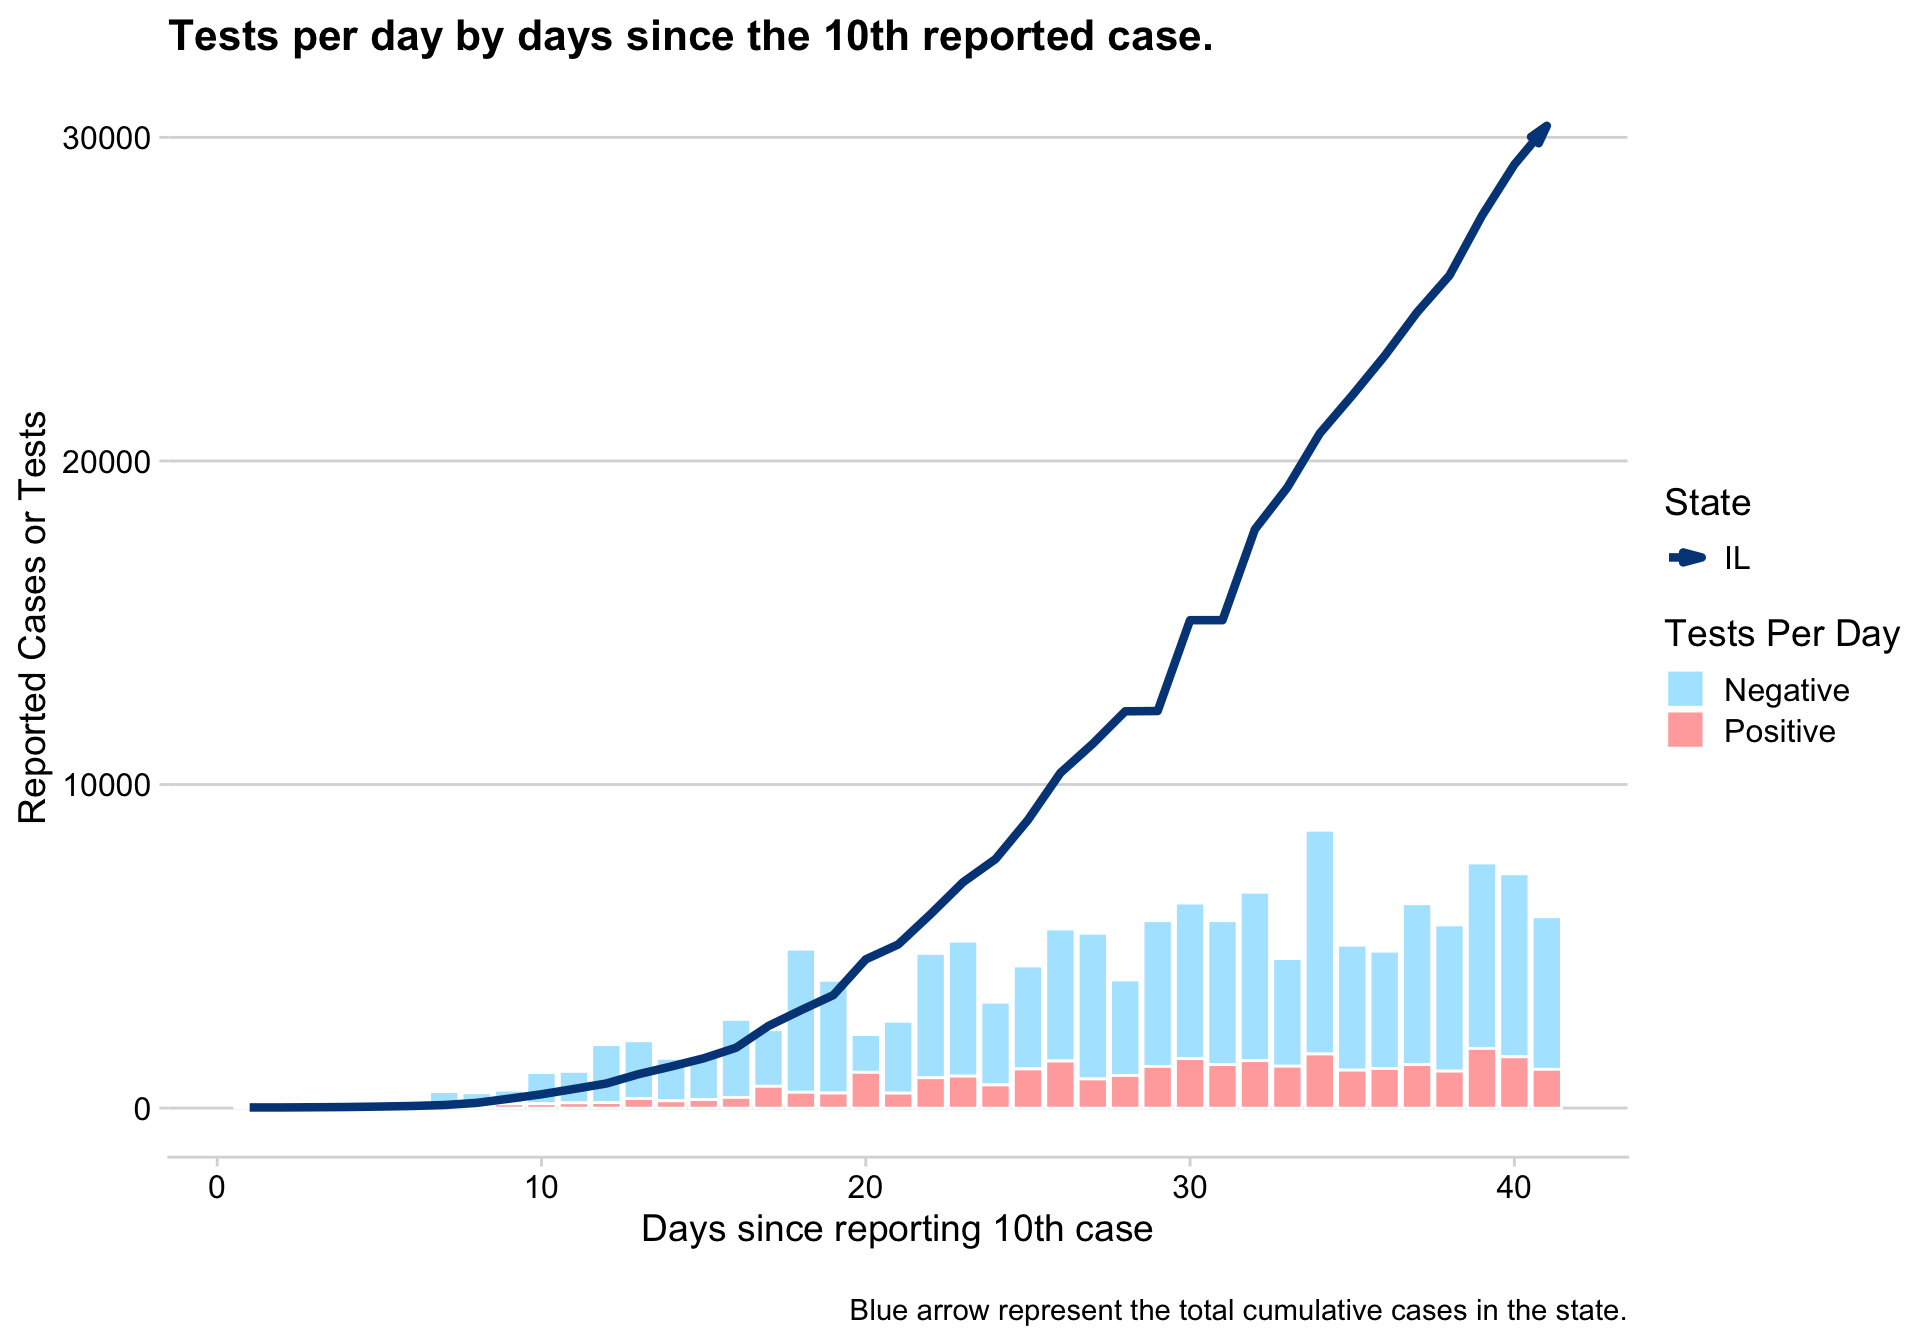 Tests per day by days since the 10th reported case.
30000
20000
10000
0
Reported Cases or Tests
0 10 20 30 40
Days since reporting 10th case
State
IL
Tests Per Day
Negative
Positive
Blue arrow represent the total cumulative cases in the state.